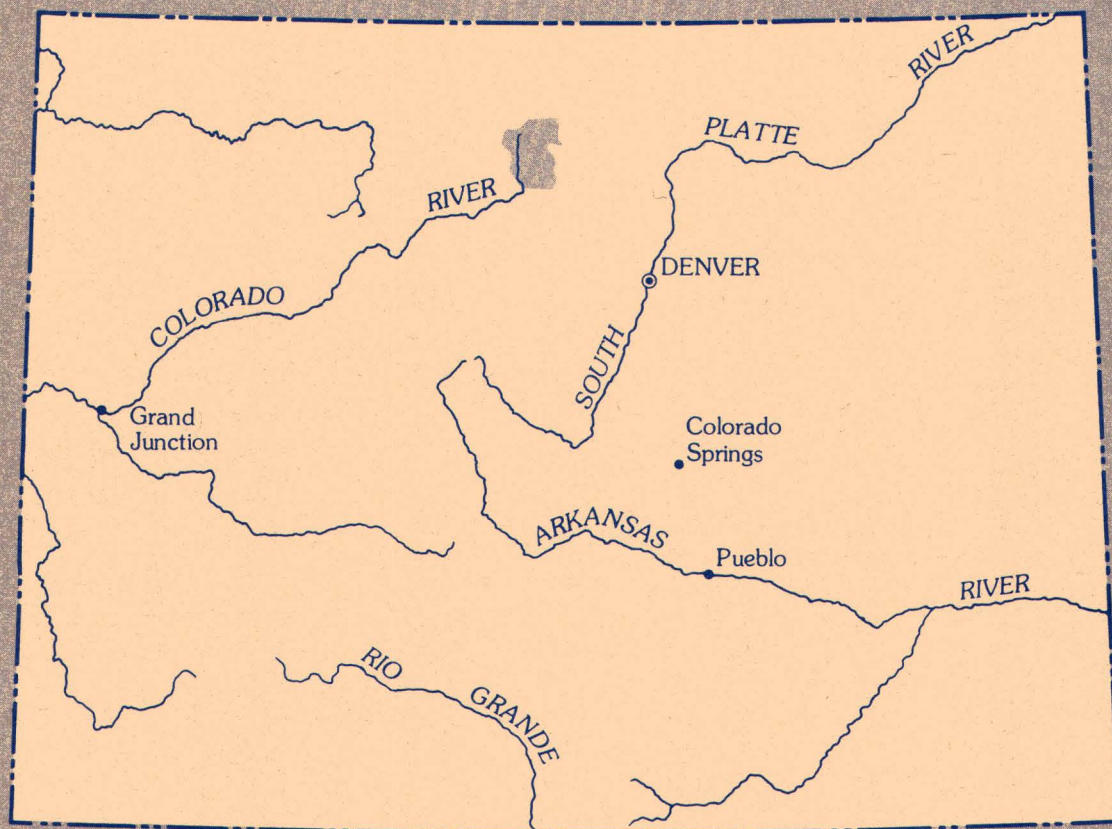 RIVER
PLATTE
RIVER
COLORADO
DENVER
SOUTH
Grand
Junction
Colorado
Springs
ARKANSAS
Pueblo
RIVER
RIO
GRANDE